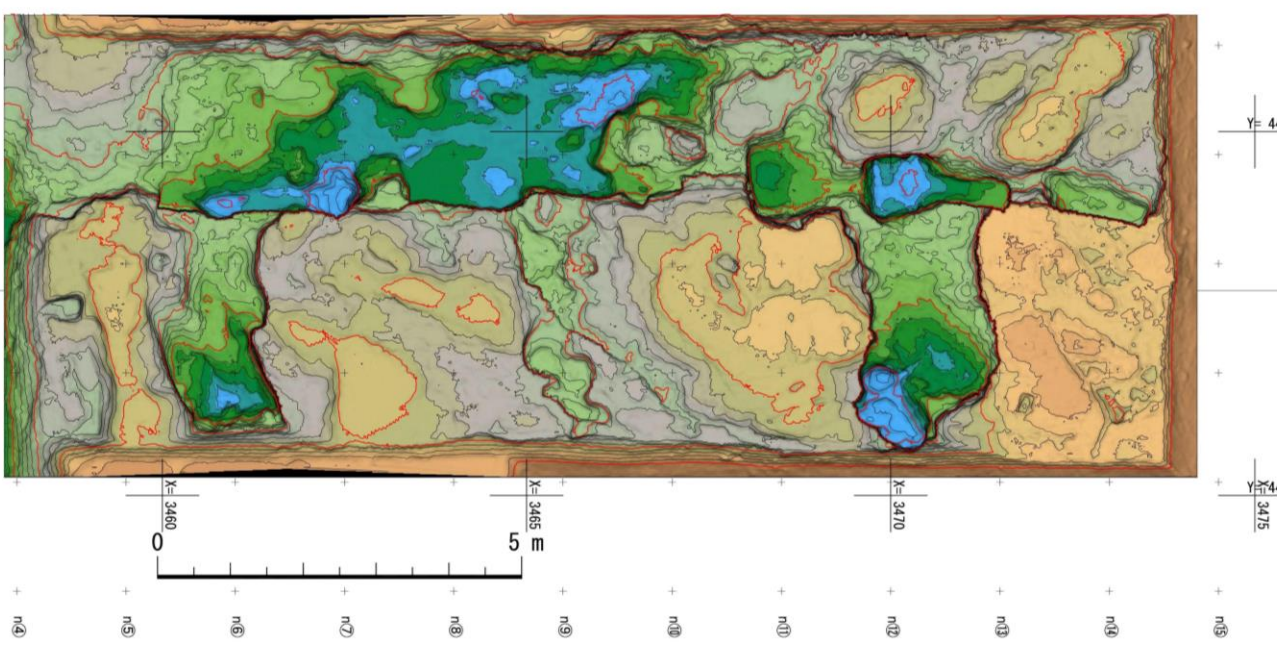 Y= 44
X= 3460
X= 3465
X= 3470
3475
0 5 m
n④ n⑤ n⑥ n⑦ n⑧ n⑨ n⑩ n⑪ n⑫ n⑬ n⑭ n⑮